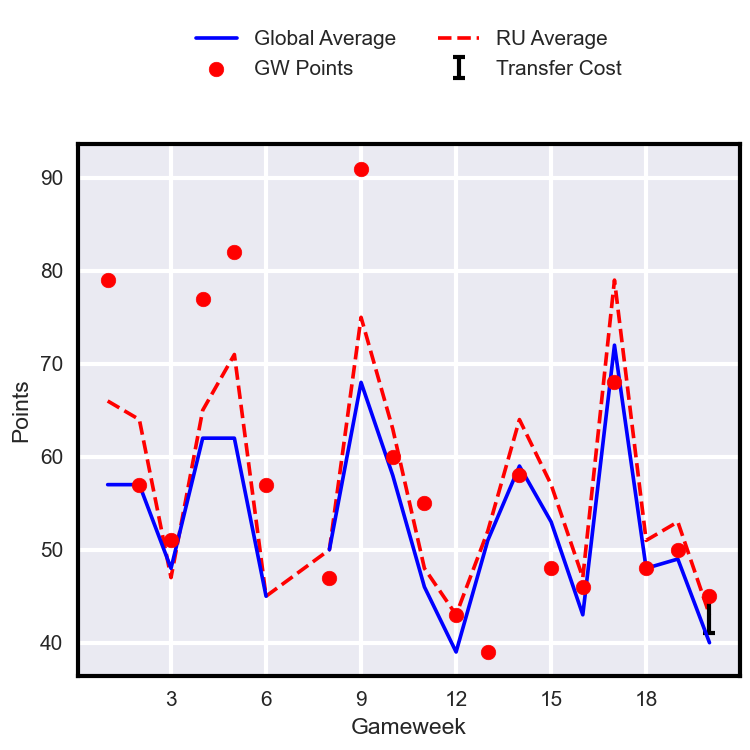 Global Average
RU Average
GW Points
Transfer Cost
90
80
70
60
50
40
Points
3
6
9
12
15
18
Gameweek